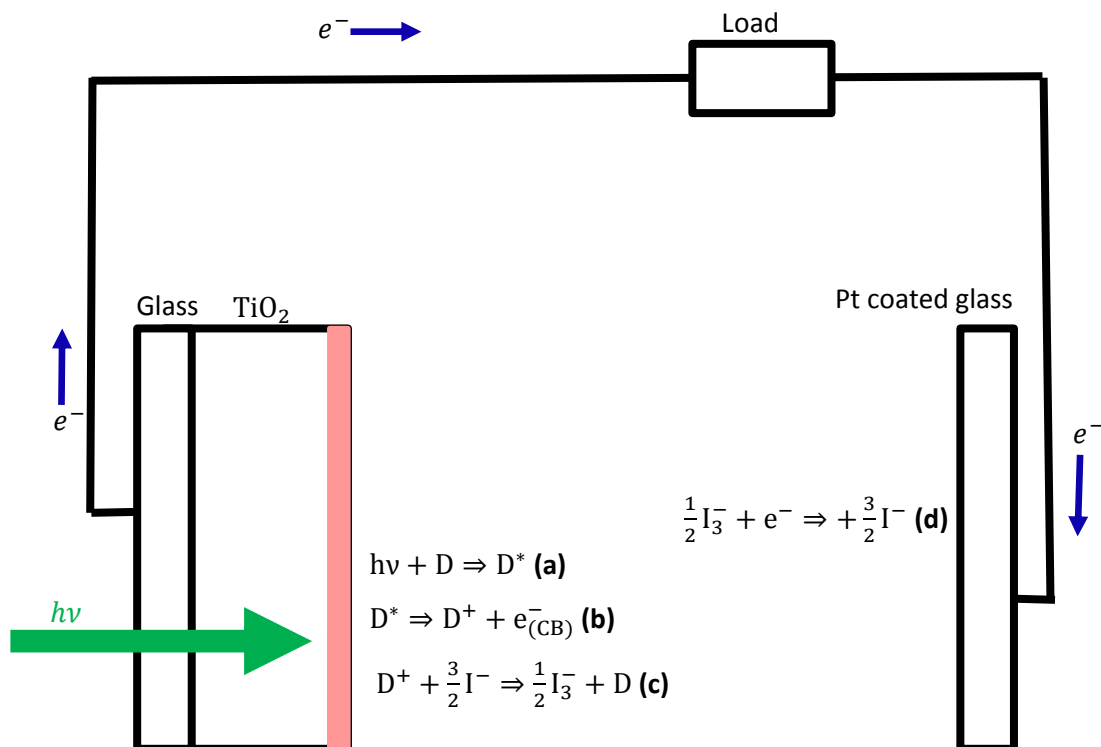 e⁻
Load
Glass
TiO₂
Pt coated glass
e⁻
e⁻
½I₃⁻ + e⁻ ⇒ + 3/2 I⁻ (d)
hν + D ⇒ D* (a)
hν
D* ⇒ D⁺ + e⁻(CB) (b)
D⁺ + 3/2 I⁻ ⇒ ½I₃⁻ + D (c)